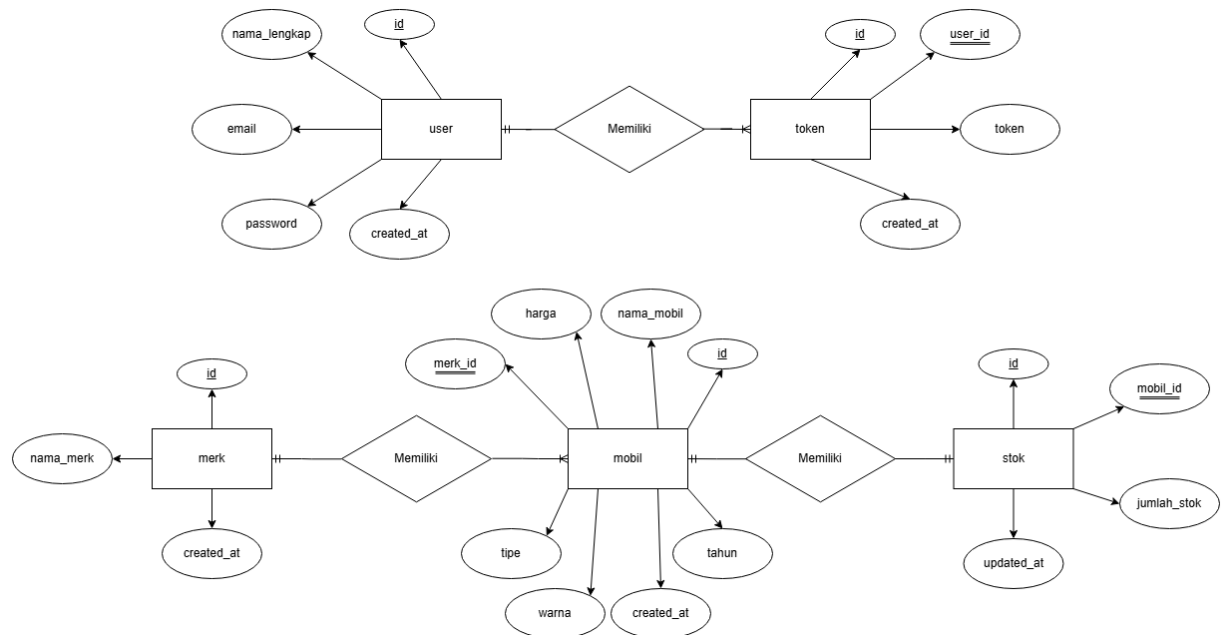 id
nama_lengkap
email
user
password
created_at
Memiliki
id
user_id
token
token
created_at
id
nama_merk
merk
created_at
Memiliki
harga
nama_mobil
merk_id
id
mobil
tipe
tahun
warna
created_at
Memiliki
id
mobil_id
stok
jumlah_stok
updated_at